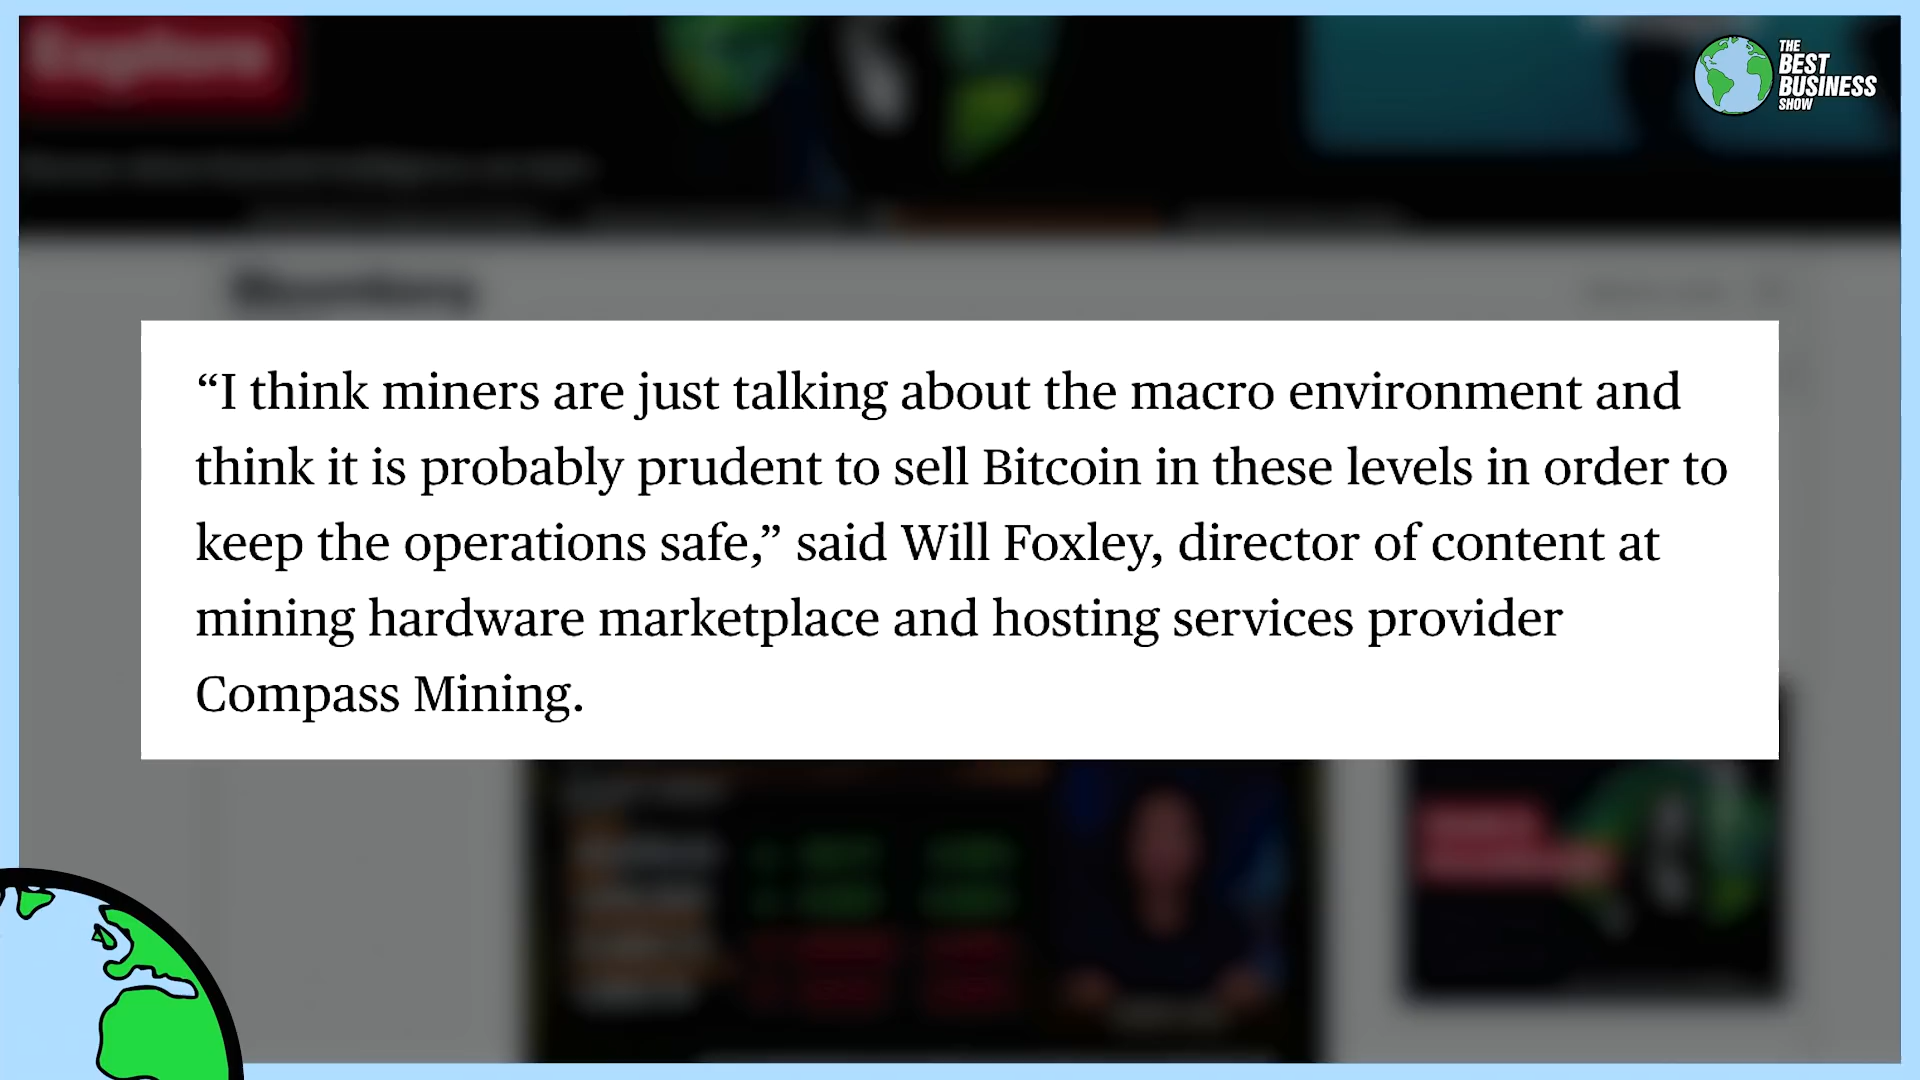 THE
BEST
BUSINESS
SHOW
“I think miners are just talking about the macro environment and
think it is probably prudent to sell Bitcoin in these levels in order to
keep the operations safe,” said Will Foxley, director of content at
mining hardware marketplace and hosting services provider
Compass Mining.
Explore
Bloomberg